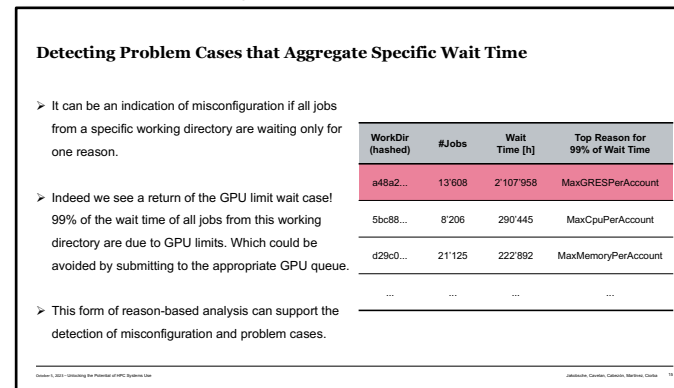 Detecting Problem Cases that Aggregate Specific Wait Time
➢ It can be an indication of misconfiguration if all jobs
from a specific working directory are waiting only for
one reason.
➢ Indeed we see a return of the GPU limit wait case!
99% of the wait time of all jobs from this working
directory are due to GPU limits. Which could be
avoided by submitting to the appropriate GPU queue.
➢ This form of reason-based analysis can support the
detection of misconfiguration and problem cases.
WorkDir (hashed) #Jobs Wait Time [h] Top Reason for 99% of Wait Time
a48a2... 13'608 2'107'958 MaxGRESPerAccount
5bc88... 8'206 290'445 MaxCpuPerAccount
d29c0... 21'125 222'892 MaxMemoryPerAccount
... ... ... ...
October 5, 2023 – Unlocking the Potential of HPC Systems Use
Jakobsche, Cavelan, Cabezón, Martinez, Ciorba 15